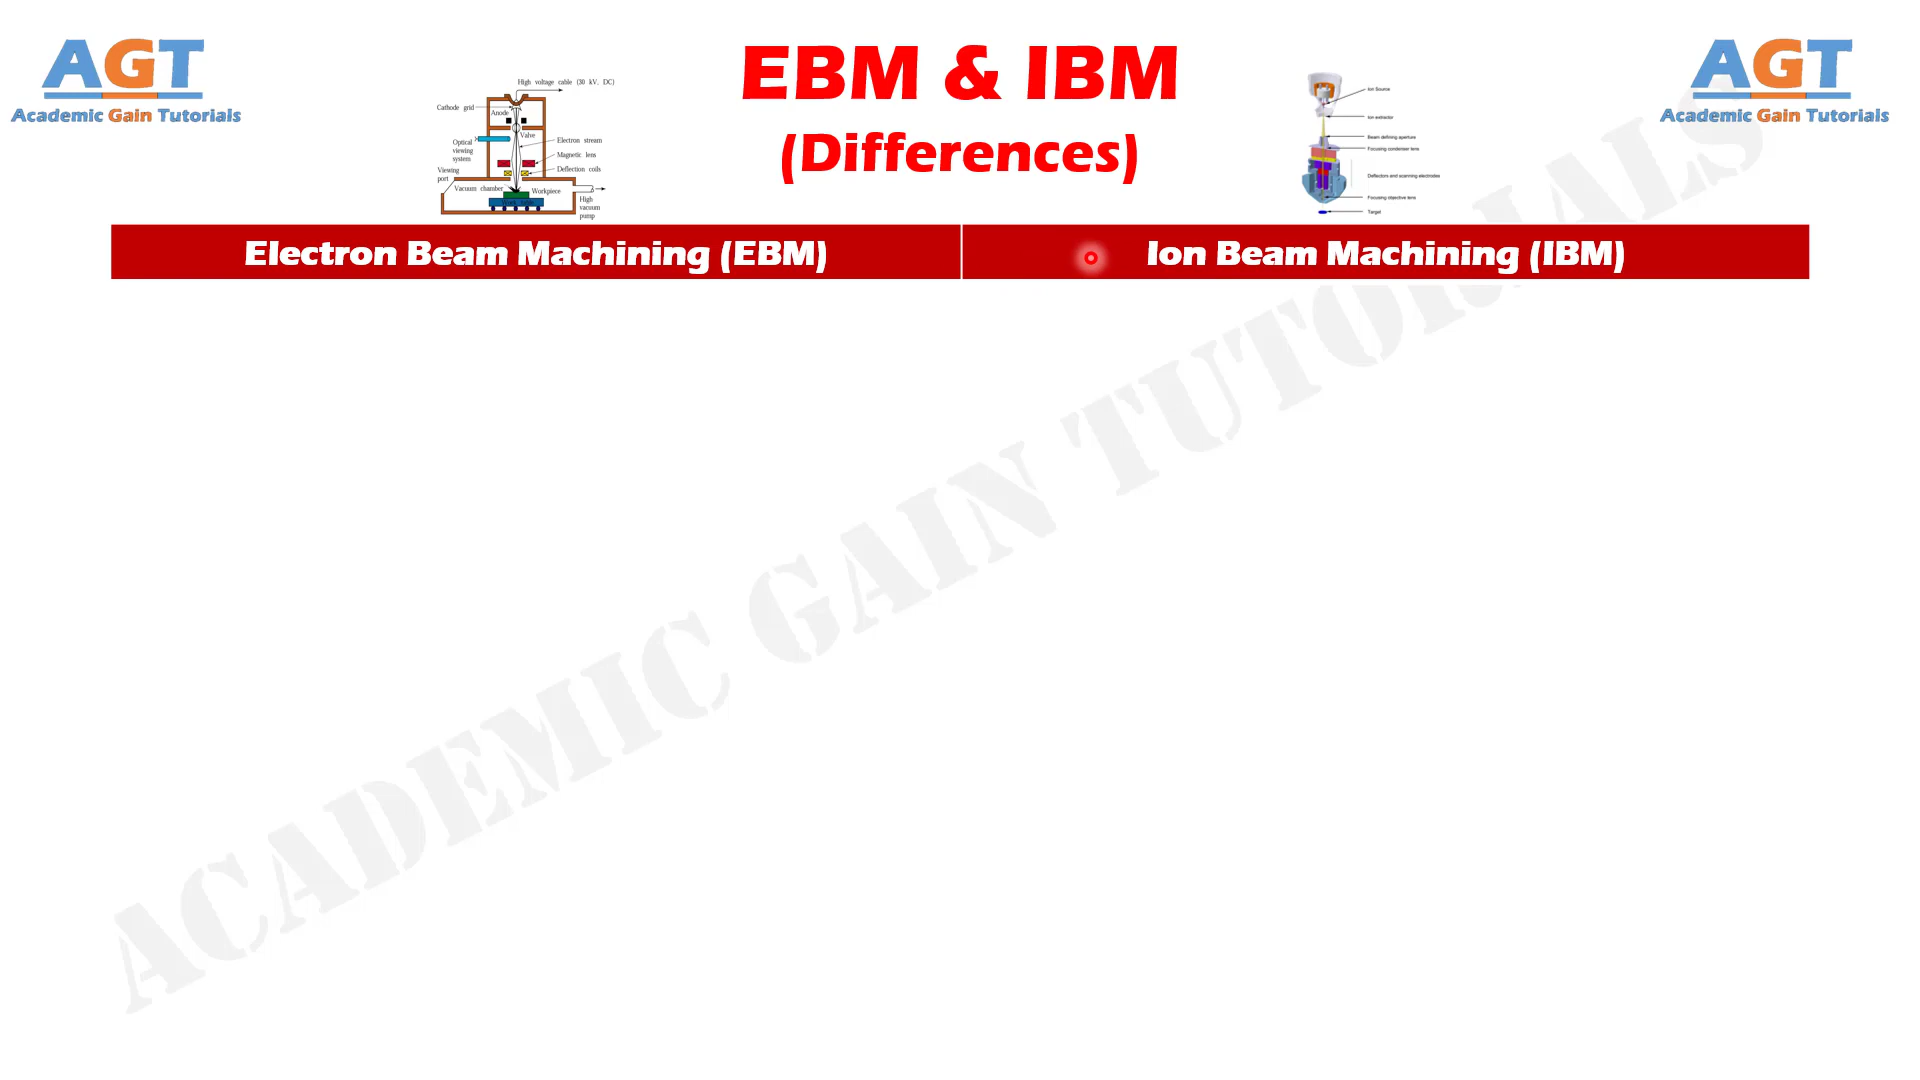 AGT
Academic Gain Tutorials
EBM & IBM
(Differences)
AGT
Academic Gain Tutorials
High voltage cable (30 kV, DC)
Cathode grid
Anode
Valve
Optical
viewing
system
Electron stream
Magnetic lens
Deflection coils
Viewing
port
Vacuum chamber
Workpiece
Work table
High
vacuum
pump
Ion Source
Ion extractor
Beam defining aperture
Focusing condenser lens
Deflectors and scanning electrodes
Focusing objective lens
Target
Electron Beam Machining (EBM)
Ion Beam Machining (IBM)
ACADEMIC GAIN TUTORIALS